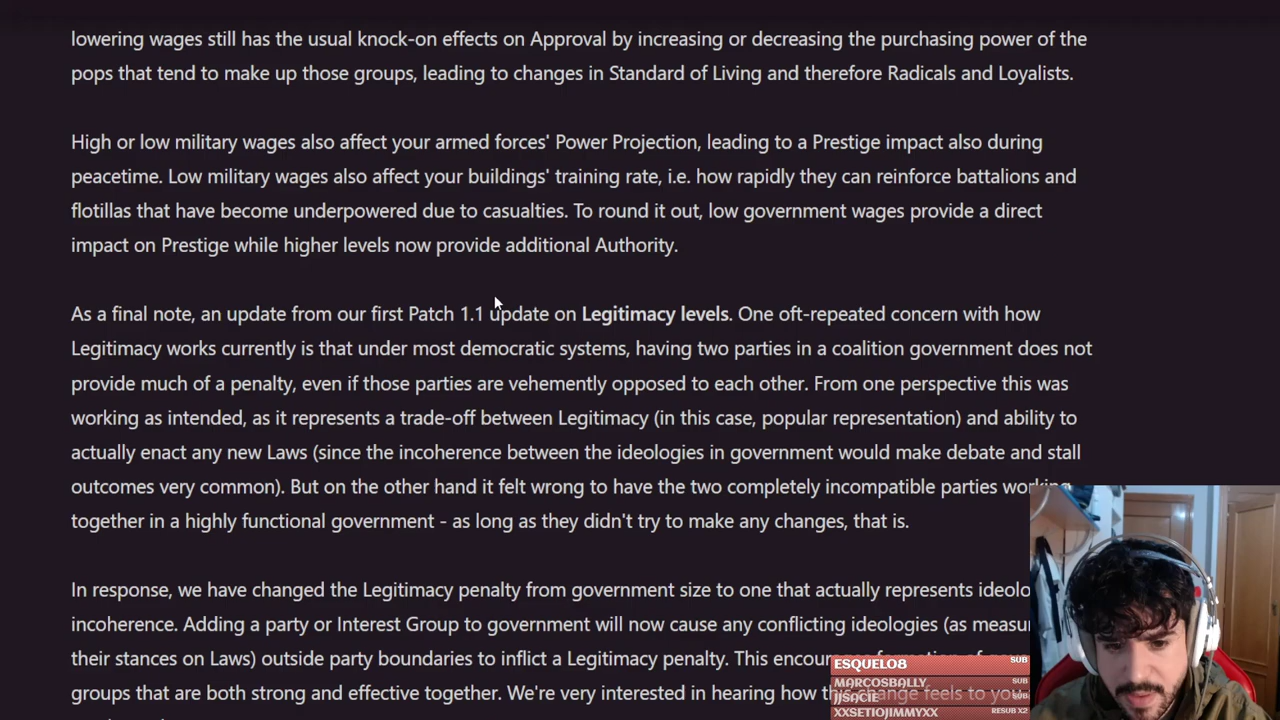 lowering wages still has the usual knock-on effects on Approval by increasing or decreasing the purchasing power of the
pops that tend to make up those groups, leading to changes in Standard of Living and therefore Radicals and Loyalists.
High or low military wages also affect your armed forces' Power Projection, leading to a Prestige impact also during
peacetime. Low military wages also affect your buildings' training rate, i.e. how rapidly they can reinforce battalions and
flotillas that have become underpowered due to casualties. To round it out, low government wages provide a direct
impact on Prestige while higher levels now provide additional Authority.
As a final note, an update from our first Patch 1.1 update on Legitimacy levels. One oft-repeated concern with how
Legitimacy works currently is that under most democratic systems, having two parties in a coalition government does not
provide much of a penalty, even if those parties are vehemently opposed to each other. From one perspective this was
working as intended, as it represents a trade-off between Legitimacy (in this case, popular representation) and ability to
actually enact any new Laws (since the incoherence between the ideologies in government would make debate and stall
outcomes very common). But on the other hand it felt wrong to have the two completely incompatible parties working
together in a highly functional government - as long as they didn't try to make any changes, that is.
In response, we have changed the Legitimacy penalty from government size to one that actually represents ideolo
incoherence. Adding a party or Interest Group to government will now cause any conflicting ideologies (as measu
their stances on Laws) outside party boundaries to inflict a Legitimacy penalty. This encour
groups that are both strong and effective together. We're very interested in hearing how this change feels to you
ESQUELO8 SUB
MARCOSBALLY_ SUB
JJSACIE SUB
XXSETIOJIMMYXX RESUB X2